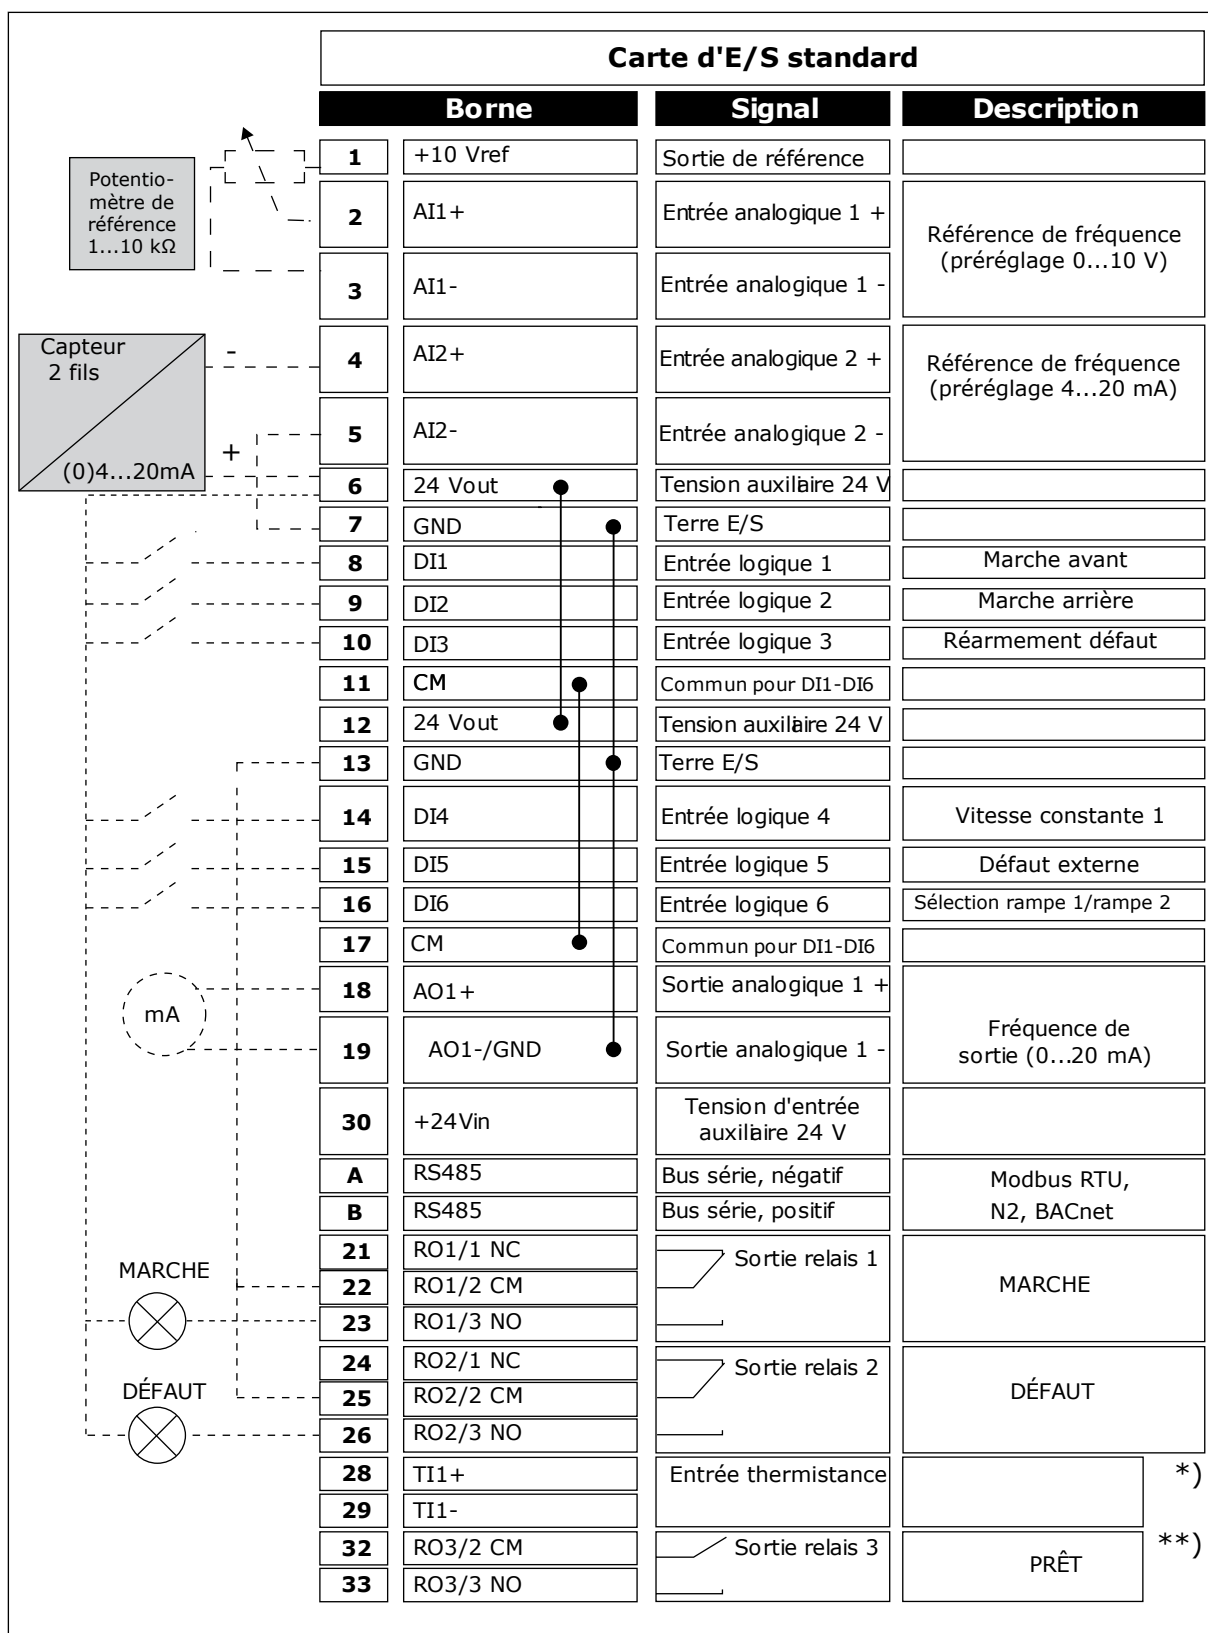 Carte d'E/S standard
Borne Signal Description
Potentio-
mètre de
référence
1...10 kΩ
1 +10 Vref Sortie de référence
2 AI1+ Entrée analogique 1 +
3 AI1- Entrée analogique 1 -
Référence de fréquence
(préréglage 0...10 V)
Capteur
2 fils
(0)4...20mA
-
+
4 AI2+ Entrée analogique 2 +
5 AI2- Entrée analogique 2 -
Référence de fréquence
(préréglage 4...20 mA)
6 24 Vout Tension auxiliaire 24 V
7 GND Terre E/S
8 DI1 Entrée logique 1 Marche avant
9 DI2 Entrée logique 2 Marche arrière
10 DI3 Entrée logique 3 Réarmement défaut
11 CM Commun pour DI1-DI6
12 24 Vout Tension auxiliaire 24 V
13 GND Terre E/S
14 DI4 Entrée logique 4 Vitesse constante 1
15 DI5 Entrée logique 5 Défaut externe
16 DI6 Entrée logique 6 Sélection rampe 1/rampe 2
17 CM Commun pour DI1-DI6
mA
18 AO1+ Sortie analogique 1 +
19 AO1-/GND Sortie analogique 1 -
Fréquence de
sortie (0...20 mA)
30 +24Vin Tension d'entrée
auxiliaire 24 V
A RS485 Bus série, négatif
B RS485 Bus série, positif
Modbus RTU,
N2, BACnet
MARCHE
21 RO1/1 NC Sortie relais 1
22 RO1/2 CM MARCHE
23 RO1/3 NO
DÉFAUT
24 RO2/1 NC Sortie relais 2
25 RO2/2 CM DÉFAUT
26 RO2/3 NO
28 TI1+ Entrée thermistance *)
29 TI1-
32 RO3/2 CM Sortie relais 3 PRÊT **)
33 RO3/3 NO